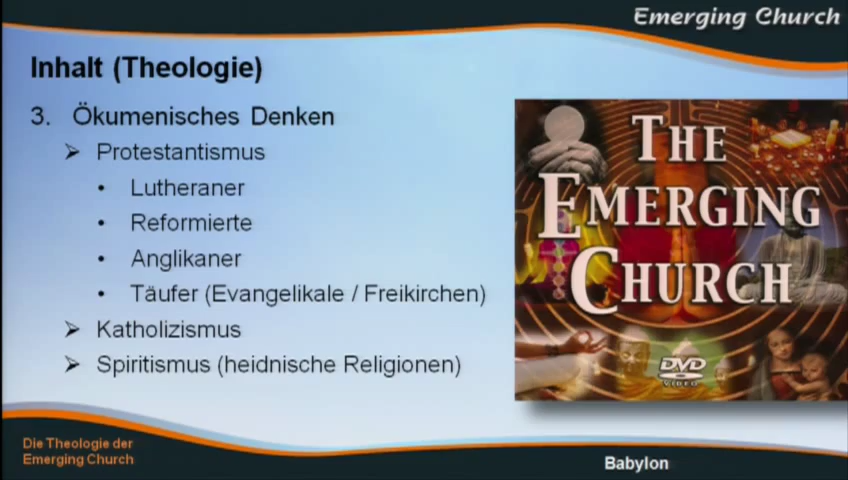 Emerging Church
Inhalt (Theologie)
3. Ökumenisches Denken
➢ Protestantismus
• Lutheraner
• Reformierte
• Anglikaner
• Täufer (Evangelikale / Freikirchen)
➢ Katholizismus
➢ Spiritismus (heidnische Religionen)
THE
EMERGING
CHURCH
DVD
VIDEO
Die Theologie der
Emerging Church
Babylon